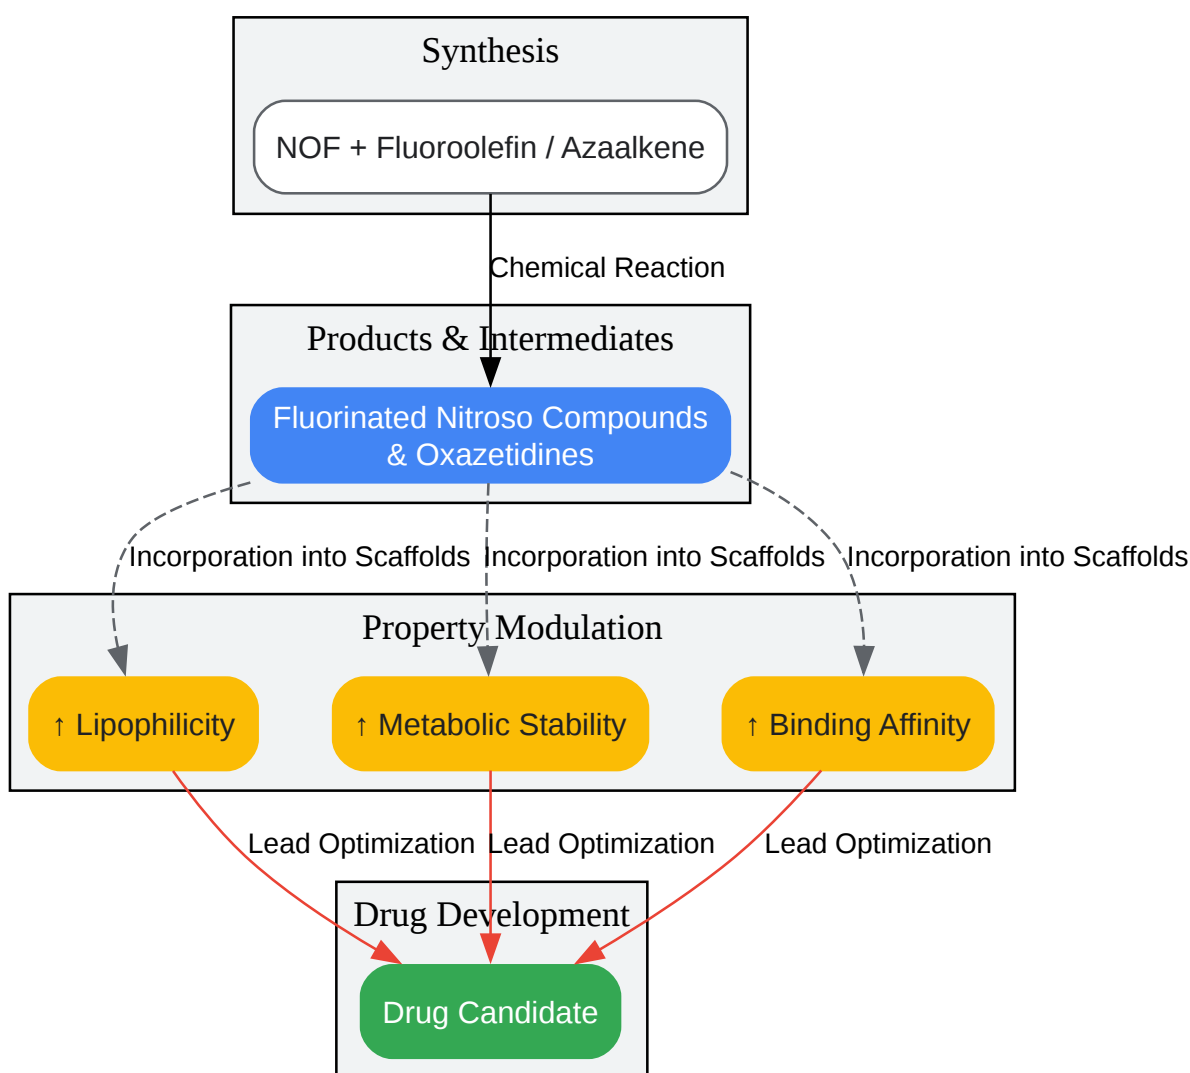 Synthesis
NOF + Fluoroolefin / Azaalkene
Chemical Reaction
Products & Intermediates
Fluorinated Nitroso Compounds
& Oxazetidines
Incorporation into Scaffolds
Incorporation into Scaffolds
Incorporation into Scaffolds
Property Modulation
↑ Lipophilicity
↑ Metabolic Stability
↑ Binding Affinity
Lead Optimization
Lead Optimization
Lead Optimization
Drug Development
Drug Candidate